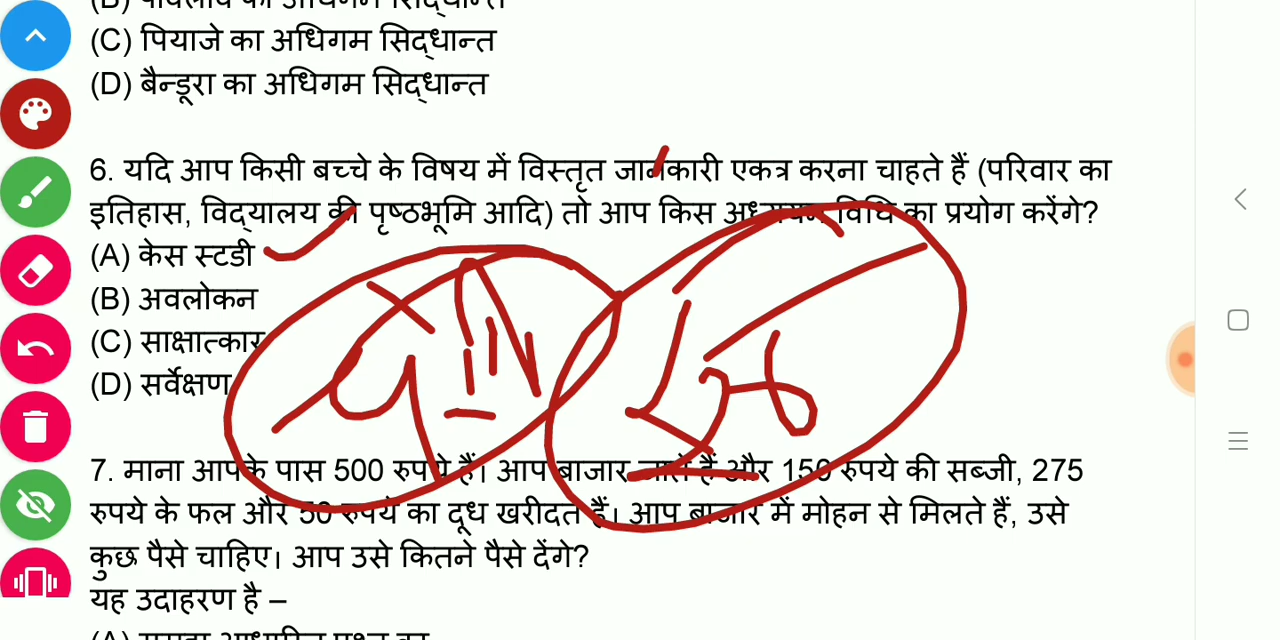 (C) पियाजे का अधिगम सिद्धान्त
(D) बैन्डूरा का अधिगम सिद्धान्त
6. यदि आप किसी बच्चे के विषय में विस्तृत जानकारी एकत्र करना चाहते हैं (परिवार का
इतिहास, विद्यालय की पृष्ठभूमि आदि) तो आप किस अध्ययन विधि का प्रयोग करेंगे?
(A) केस स्टडी
(B) अवलोकन
(C) साक्षात्कार
(D) सर्वेक्षण
7. माना आपके पास 500 रुपये हैं। आप बाजार जाते हैं और 150 रुपये की सब्जी, 275
रुपये के फल और 50 रुपये का दूध खरीदते हैं। आप बाजार में मोहन से मिलते हैं, उसे
कुछ पैसे चाहिए। आप उसे कितने पैसे देंगे?
यह उदाहरण है –